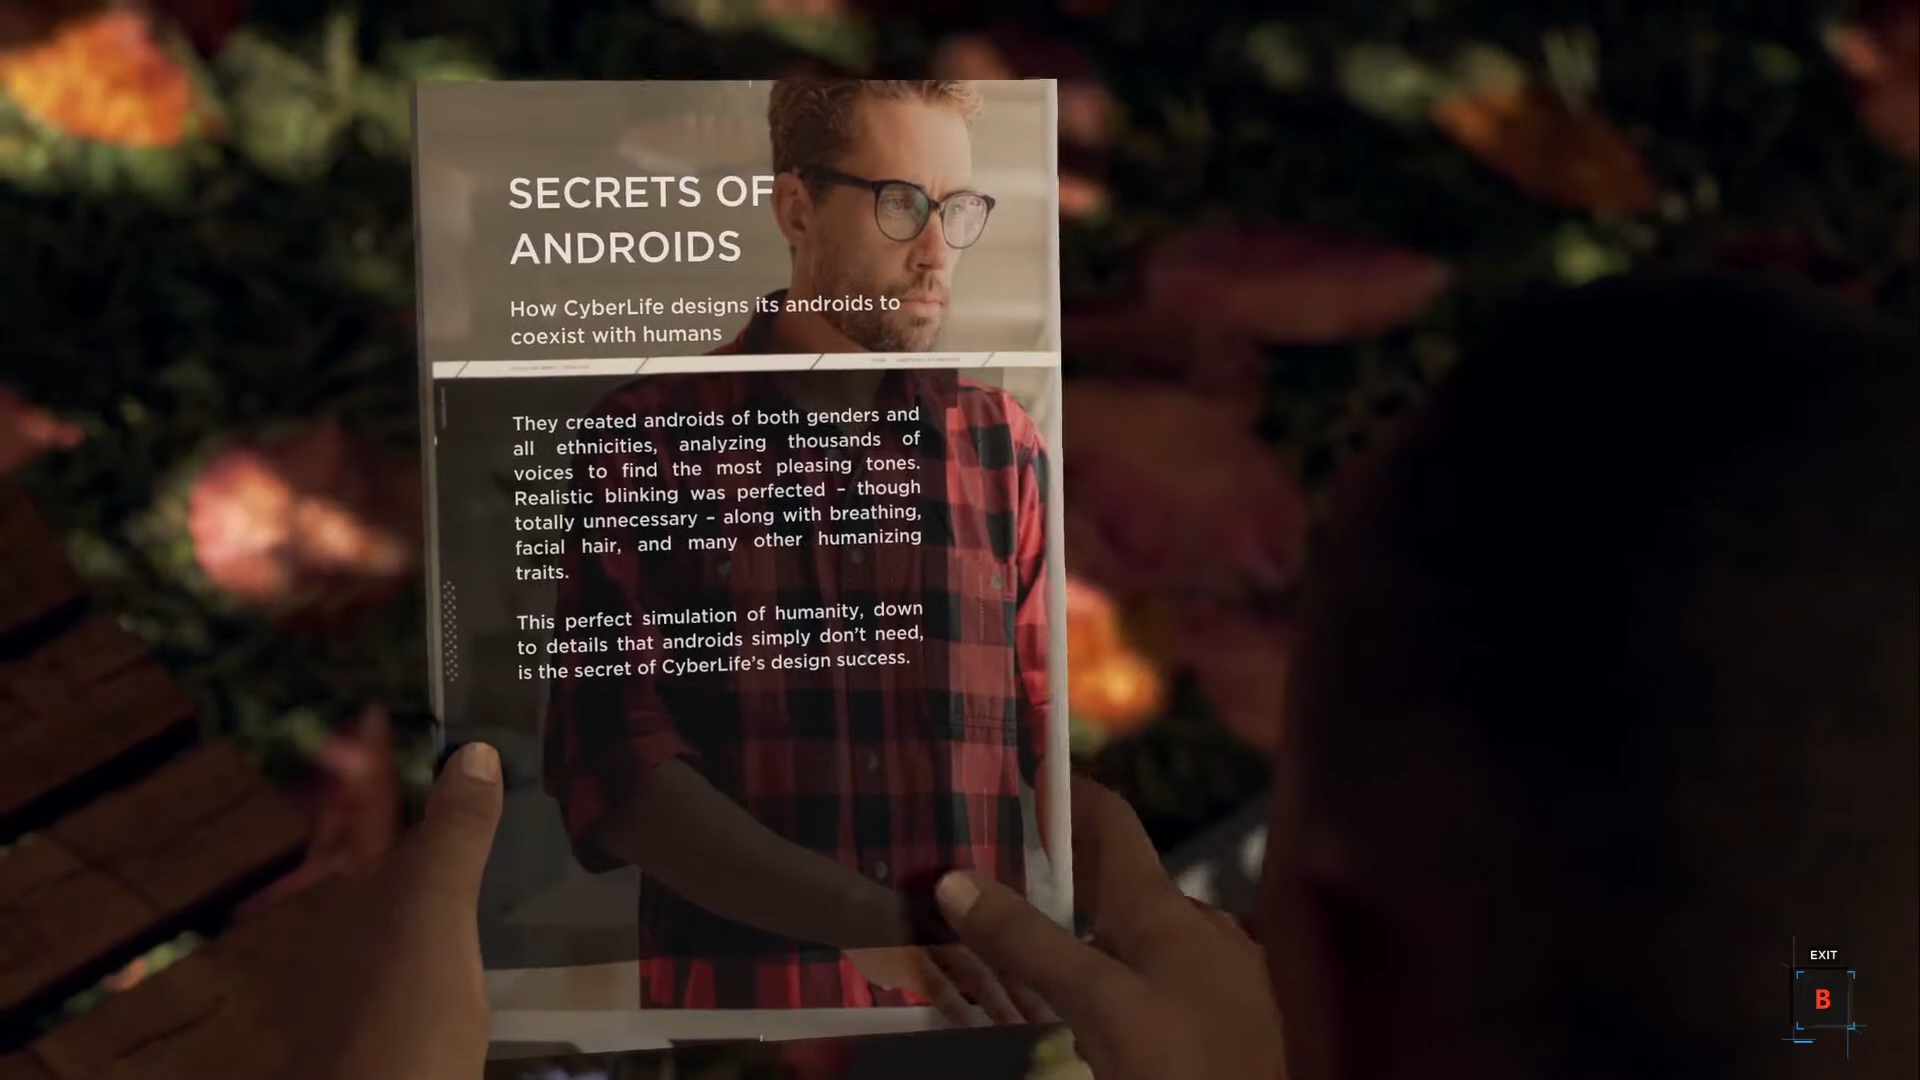 SECRETS OF
ANDROIDS
How CyberLife designs its androids to
coexist with humans
They created androids of both genders and
all ethnicities, analyzing thousands of
voices to find the most pleasing tones.
Realistic blinking was perfected – though
totally unnecessary – along with breathing,
facial hair, and many other humanizing
traits.
This perfect simulation of humanity, down
to details that androids simply don't need,
is the secret of CyberLife's design success.
EXIT
B